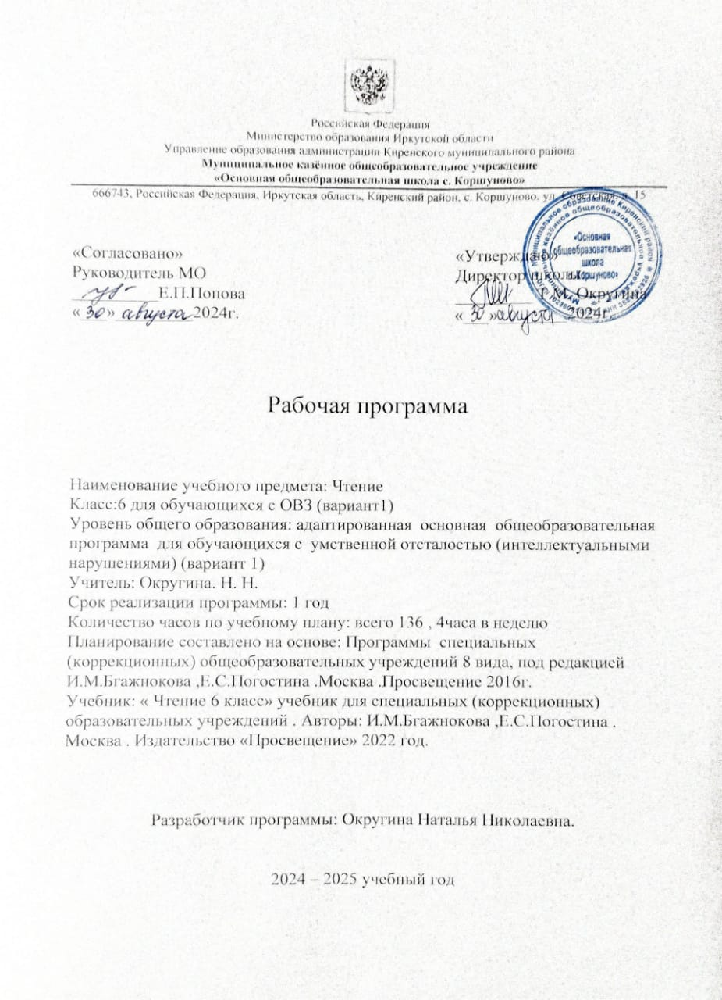 Российская Федерация
Министерство образования Иркутской области
Управление образования администрации Киренского муниципального района
Муниципальное казённое общеобразовательное учреждение
«Основная общеобразовательная школа с. Коршуново»
666743, Российская Федерация, Иркутская область, Киренский район, с. Коршуново, ул. Советская, д. 15
«Согласовано»
Руководитель МО
Е.П.Попова
«30» августа 2024г.
«Утверждаю»
Директор школы
Т.М. Округина
«30» августа 2024г.
«Основная
общеобразовательная
школа
с. Коршуново»
Рабочая программа
Наименование учебного предмета: Чтение
Класс:6 для обучающихся с ОВЗ (вариант1)
Уровень общего образования: адаптированная основная общеобразовательная
программа для обучающихся с умственной отсталостью (интеллектуальными
нарушениями) (вариант 1)
Учитель: Округина. Н. Н.
Срок реализации программы: 1 год
Количество часов по учебному плану: всего 136 , 4часа в неделю
Планирование составлено на основе: Программы специальных
(коррекционных) общеобразовательных учреждений 8 вида, под редакцией
И.М.Бгажнокова ,Е.С.Погостина .Москва .Просвещение 2016г.
Учебник: « Чтение 6 класс» учебник для специальных (коррекционных)
образовательных учреждений . Авторы: И.М.Бгажнокова ,Е.С.Погостина .
Москва . Издательство «Просвещение» 2022 год.
Разработчик программы: Округина Наталья Николаевна.
2024 – 2025 учебный год